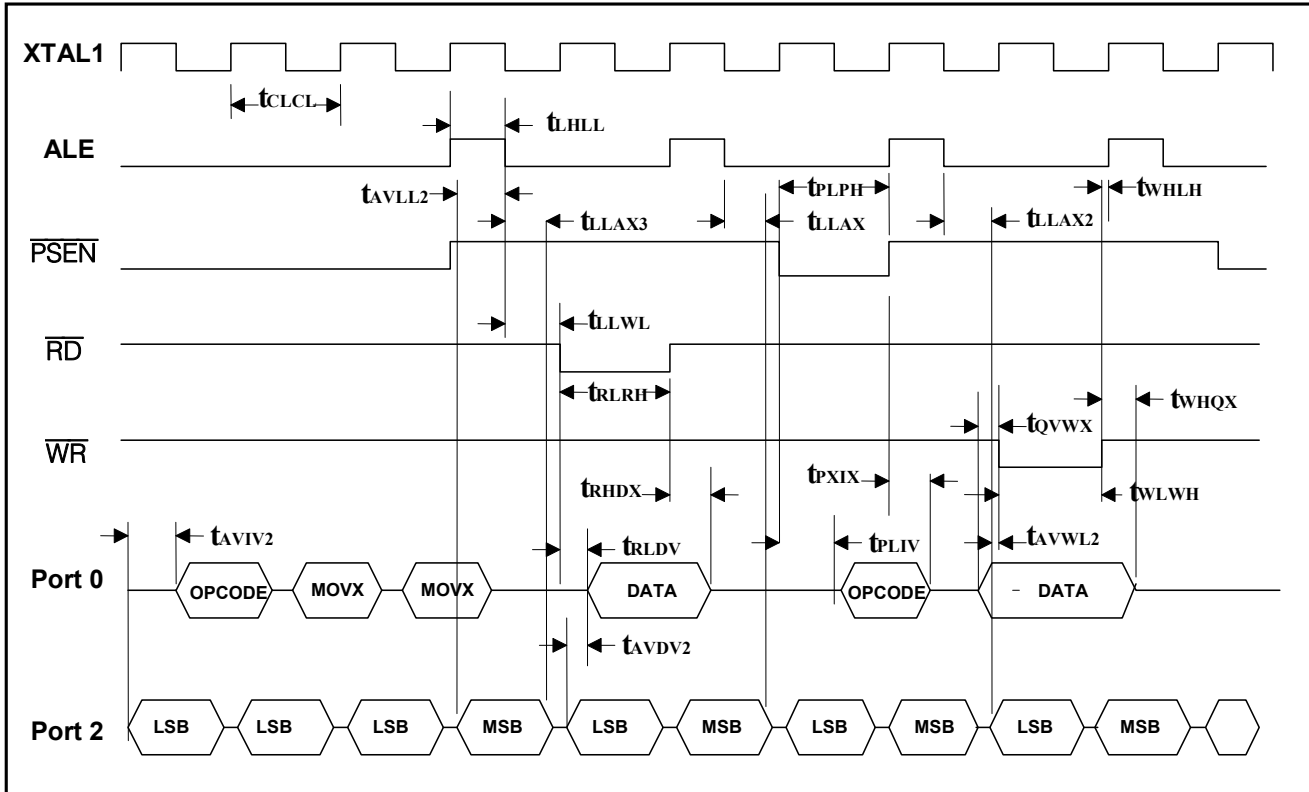 XTAL1
tCLCL
tLHLL
ALE
tAVLL2
tPLPH
tWHLH
tLLAX3
tLLAX
tLLAX2
PSEN
tLLWL
RD
tRLRH
tWHQX
tQVWX
WR
tRHDX
tPXIX
tWLWH
tAVIV2
tRLDV
tPLIV
tAVWL2
Port 0
OPCODE
MOVX
MOVX
DATA
OPCODE
- DATA
tAVDV2
Port 2
LSB
LSB
LSB
MSB
LSB
MSB
LSB
MSB
LSB
MSB